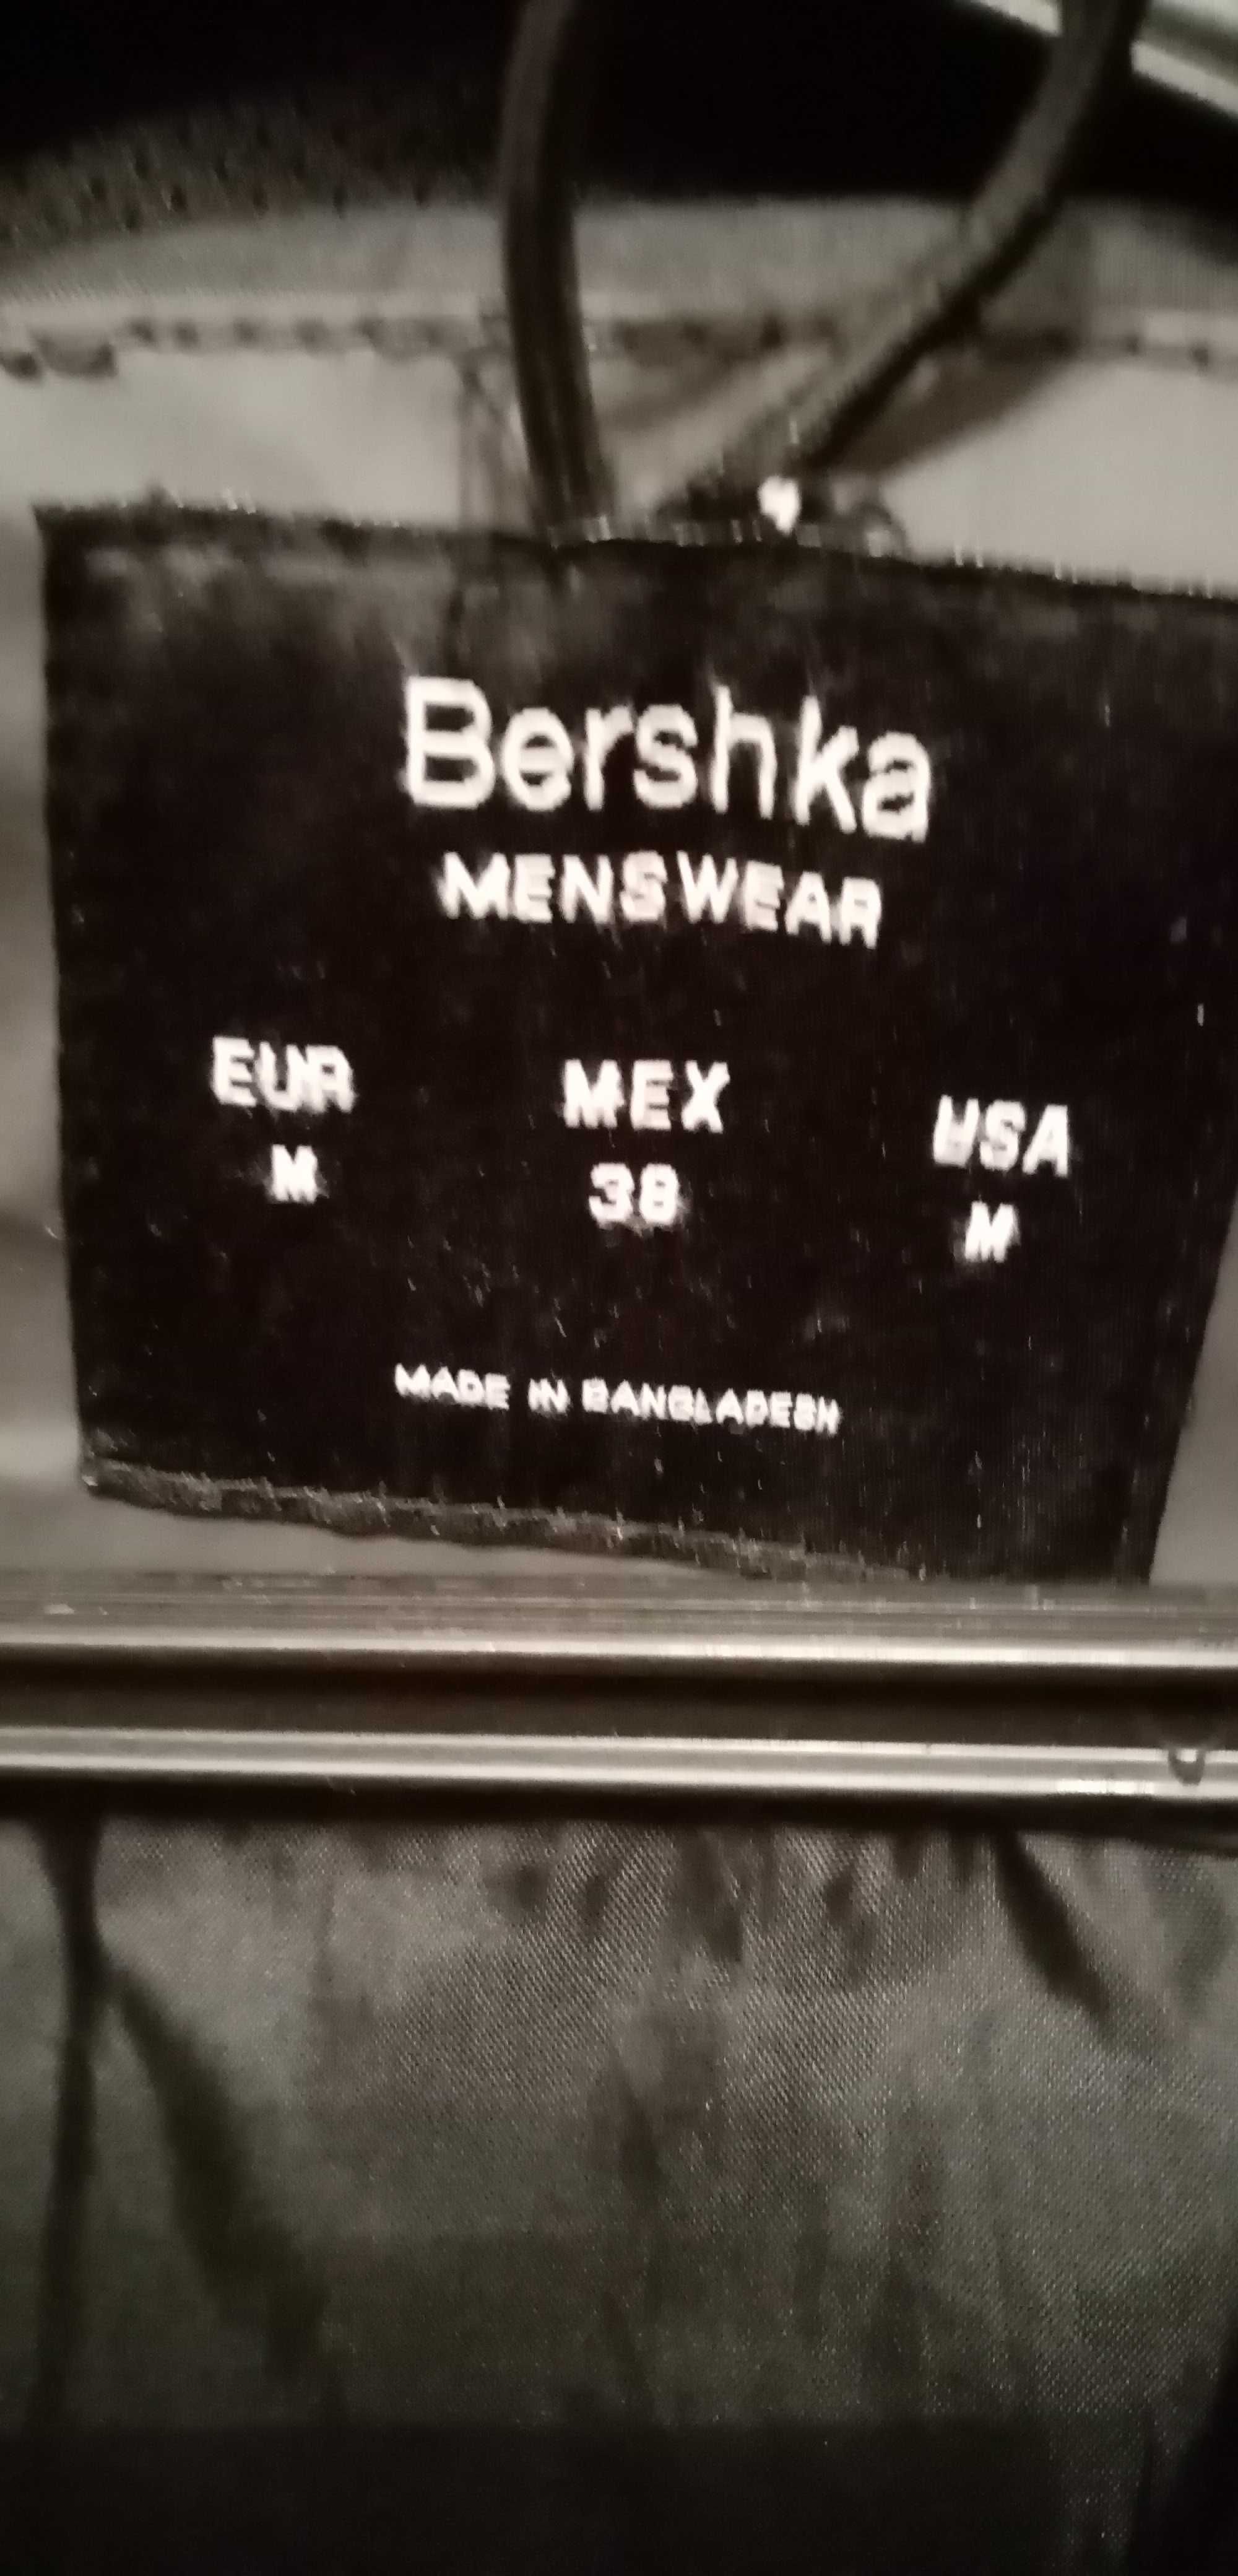 Bershka
MENSWEAR
EUR MEX USA
M 38 M
MADE IN BANGLADESH